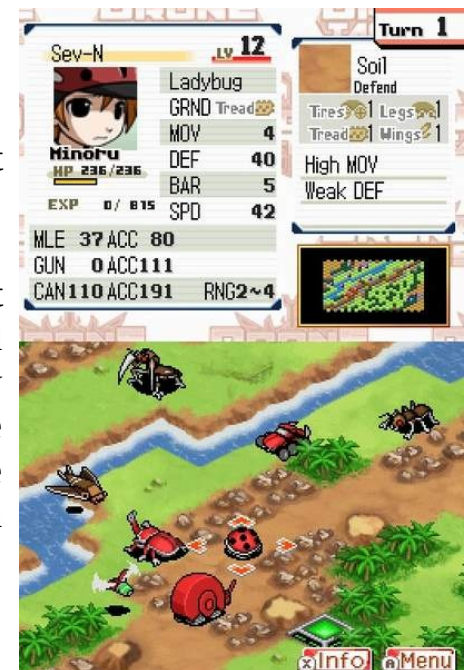 Turn 1
Sev-N
LV 12
Minoru
HP 236/236
EXP 0/ 815
Ladybug
GRND Tread
MOV 4
DEF 40
BAR 5
SPD 42
MLE 37 ACC 80
GUN 0 ACC111
CAN110 ACC191 RNG2~4
Soil
Defend
Tires 1 Legs 1
Tread 1 Wings 1
High MOV
Weak DEF
X Info A Menu